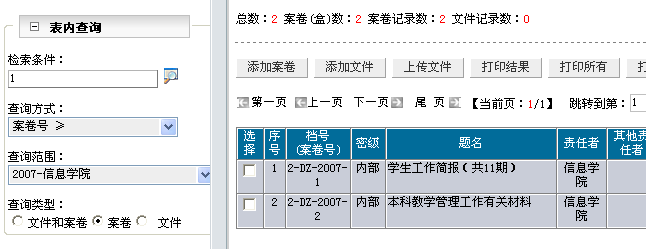 表内查询
检索条件：
1
查询方式：
案卷号 ≥
查询范围：
2007-信息学院
查询类型：
文件和案卷 案卷 文件
总数：2 案卷(盒)数：2 案卷记录数：2 文件记录数：0
添加案卷 添加文件 上传文件 打印结果 打印所有
第一页 上一页 下一页 尾 页 【当前页：1/1】 跳转到第：1
选择 序号 档号(案卷号) 密级 题名 责任者 其他责任者
1 2-DZ-2007-1 内部 学生工作简报（共11期） 信息学院
2 2-DZ-2007-2 内部 本科教学管理工作有关材料 信息学院